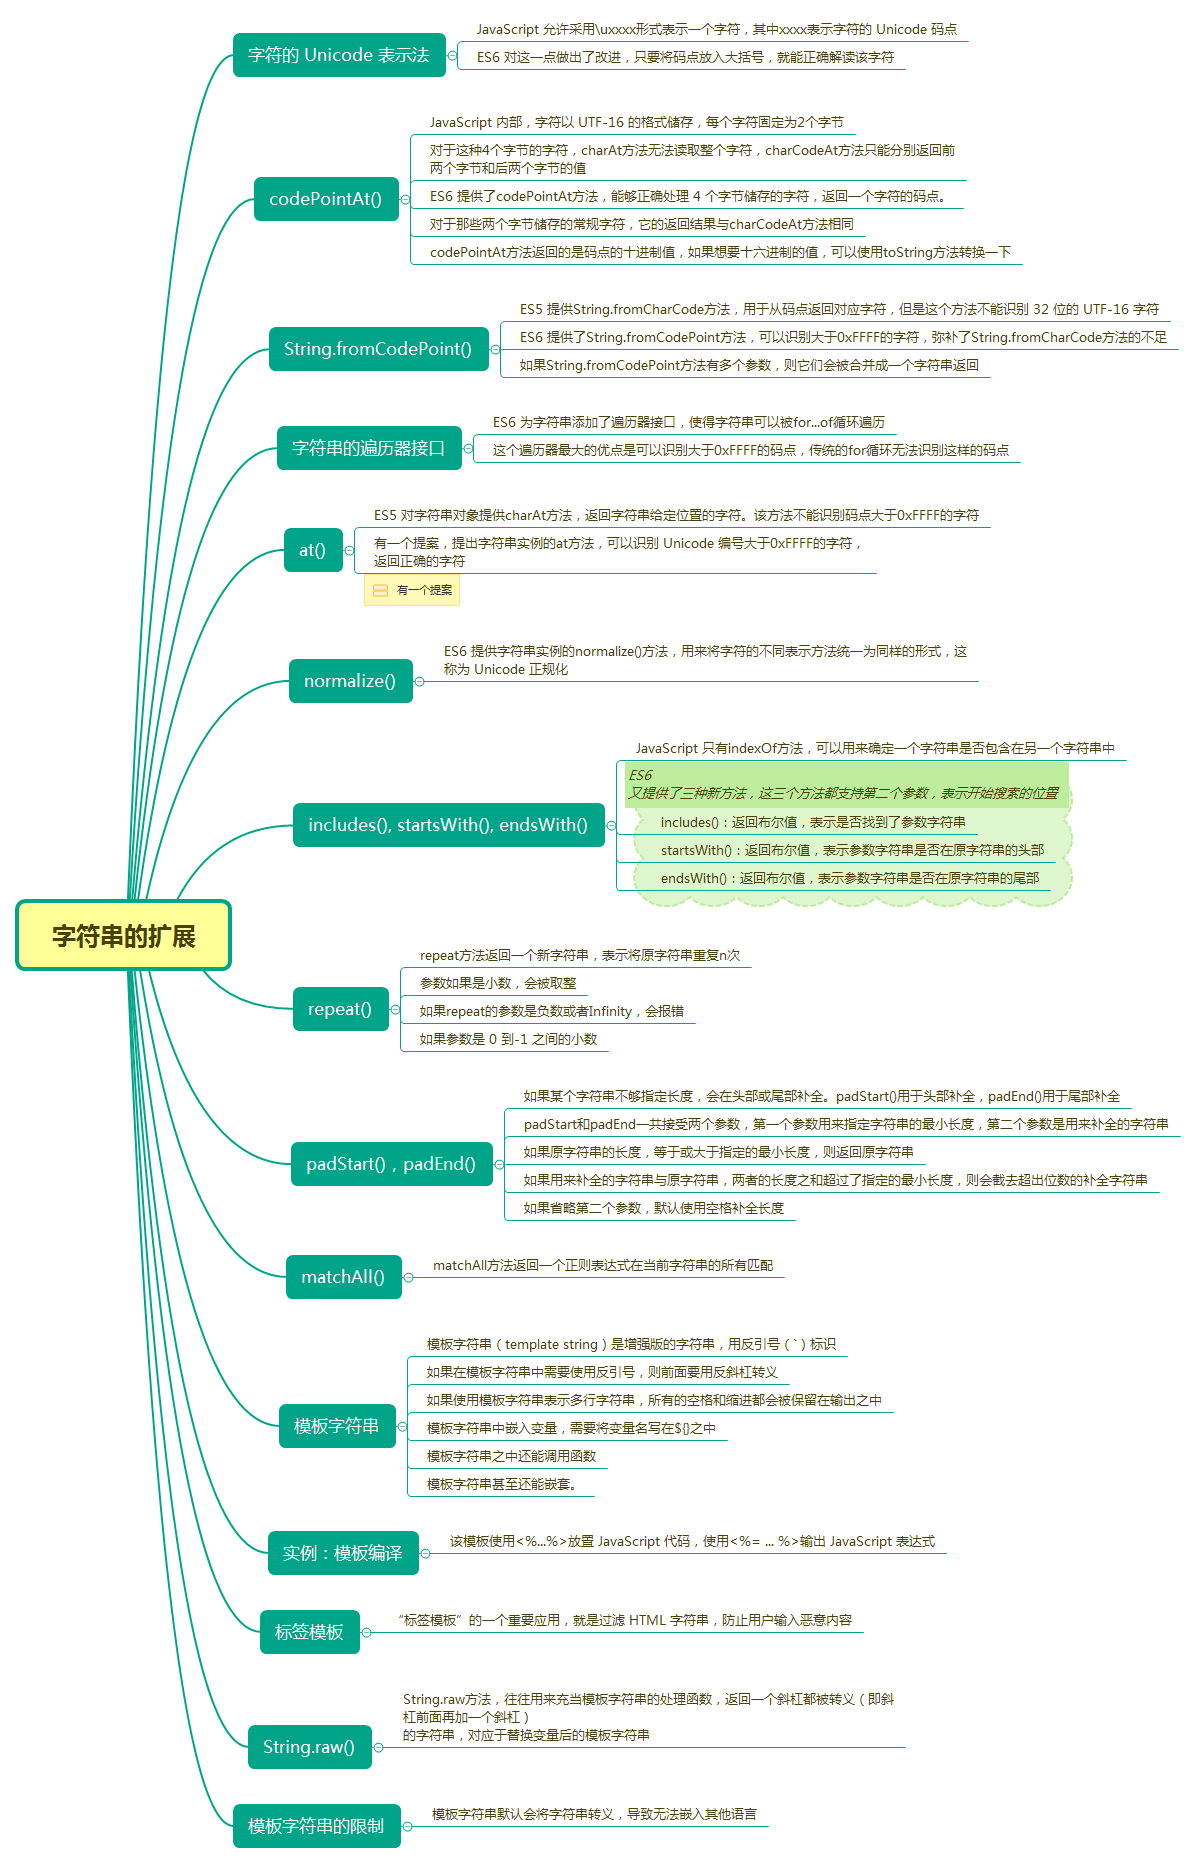 字符串的扩展
字符的 Unicode 表示法
JavaScript 允许采用\uxxxx形式表示一个字符，其中xxxx表示字符的 Unicode 码点
ES6 对这一点做出了改进，只要将码点放入大括号，就能正确解读该字符
codePointAt()
JavaScript 内部，字符以 UTF-16 的格式储存，每个字符固定为2个字节
对于这种4个字节的字符，charAt方法无法读取整个字符，charCodeAt方法只能分别返回前
两个字节和后两个字节的值
ES6 提供了codePointAt方法，能够正确处理 4 个字节储存的字符，返回一个字符的码点。
对于那些两个字节储存的常规字符，它的返回结果与charCodeAt方法相同
codePointAt方法返回的是码点的十进制值，如果想要十六进制的值，可以使用toString方法转换一下
String.fromCodePoint()
ES5 提供String.fromCharCode方法，用于从码点返回对应字符，但是这个方法不能识别 32 位的 UTF-16 字符
ES6 提供了String.fromCodePoint方法，可以识别大于0xFFFF的字符，弥补了String.fromCharCode方法的不足
如果String.fromCodePoint方法有多个参数，则它们会被合并成一个字符串返回
字符串的遍历器接口
ES6 为字符串添加了遍历器接口，使得字符串可以被for...of循环遍历
这个遍历器最大的优点是可以识别大于0xFFFF的码点，传统的for循环无法识别这样的码点
at()
ES5 对字符串对象提供charAt方法，返回字符串给定位置的字符。该方法不能识别码点大于0xFFFF的字符
有一个提案，提出字符串实例的at方法，可以识别 Unicode 编号大于0xFFFF的字符，
返回正确的字符
有一个提案
normalize()
ES6 提供字符串实例的normalize()方法，用来将字符的不同表示方法统一为同样的形式，这
称为 Unicode 正规化
includes(), startsWith(), endsWith()
JavaScript 只有indexOf方法，可以用来确定一个字符串是否包含在另一个字符串中
ES6
又提供了三种新方法，这三个方法都支持第二个参数，表示开始搜索的位置
includes()：返回布尔值，表示是否找到了参数字符串
startsWith()：返回布尔值，表示参数字符串是否在原字符串的头部
endsWith()：返回布尔值，表示参数字符串是否在原字符串的尾部
repeat()
repeat方法返回一个新字符串，表示将原字符串重复n次
参数如果是小数，会被取整
如果repeat的参数是负数或者Infinity，会报错
如果参数是 0 到-1 之间的小数
padStart()，padEnd()
如果某个字符串不够指定长度，会在头部或尾部补全。padStart()用于头部补全，padEnd()用于尾部补全
padStart和padEnd一共接受两个参数，第一个参数用来指定字符串的最小长度，第二个参数是用来补全的字符串
如果原字符串的长度，等于或大于指定的最小长度，则返回原字符串
如果用来补全的字符串与原字符串，两者的长度之和超过了指定的最小长度，则会截去超出位数的补全字符串
如果省略第二个参数，默认使用空格补全长度
matchAll()
matchAll方法返回一个正则表达式在当前字符串的所有匹配
模板字符串
模板字符串（template string）是增强版的字符串，用反引号（`）标识
如果在模板字符串中需要使用反引号，则前面要用反斜杠转义
如果使用模板字符串表示多行字符串，所有的空格和缩进都会被保留在输出之中
模板字符串中嵌入变量，需要将变量名写在${}之中
模板字符串之中还能调用函数
模板字符串甚至还能嵌套。
实例：模板编译
该模板使用<%...%>放置 JavaScript 代码，使用<%= ... %>输出 JavaScript 表达式
标签模板
“标签模板”的一个重要应用，就是过滤 HTML 字符串，防止用户输入恶意内容
String.raw()
String.raw方法，往往用来充当模板字符串的处理函数，返回一个斜杠都被转义（即斜
杠前面再加一个斜杠）
的字符串，对应于替换变量后的模板字符串
模板字符串的限制
模板字符串默认会将字符串转义，导致无法嵌入其他语言